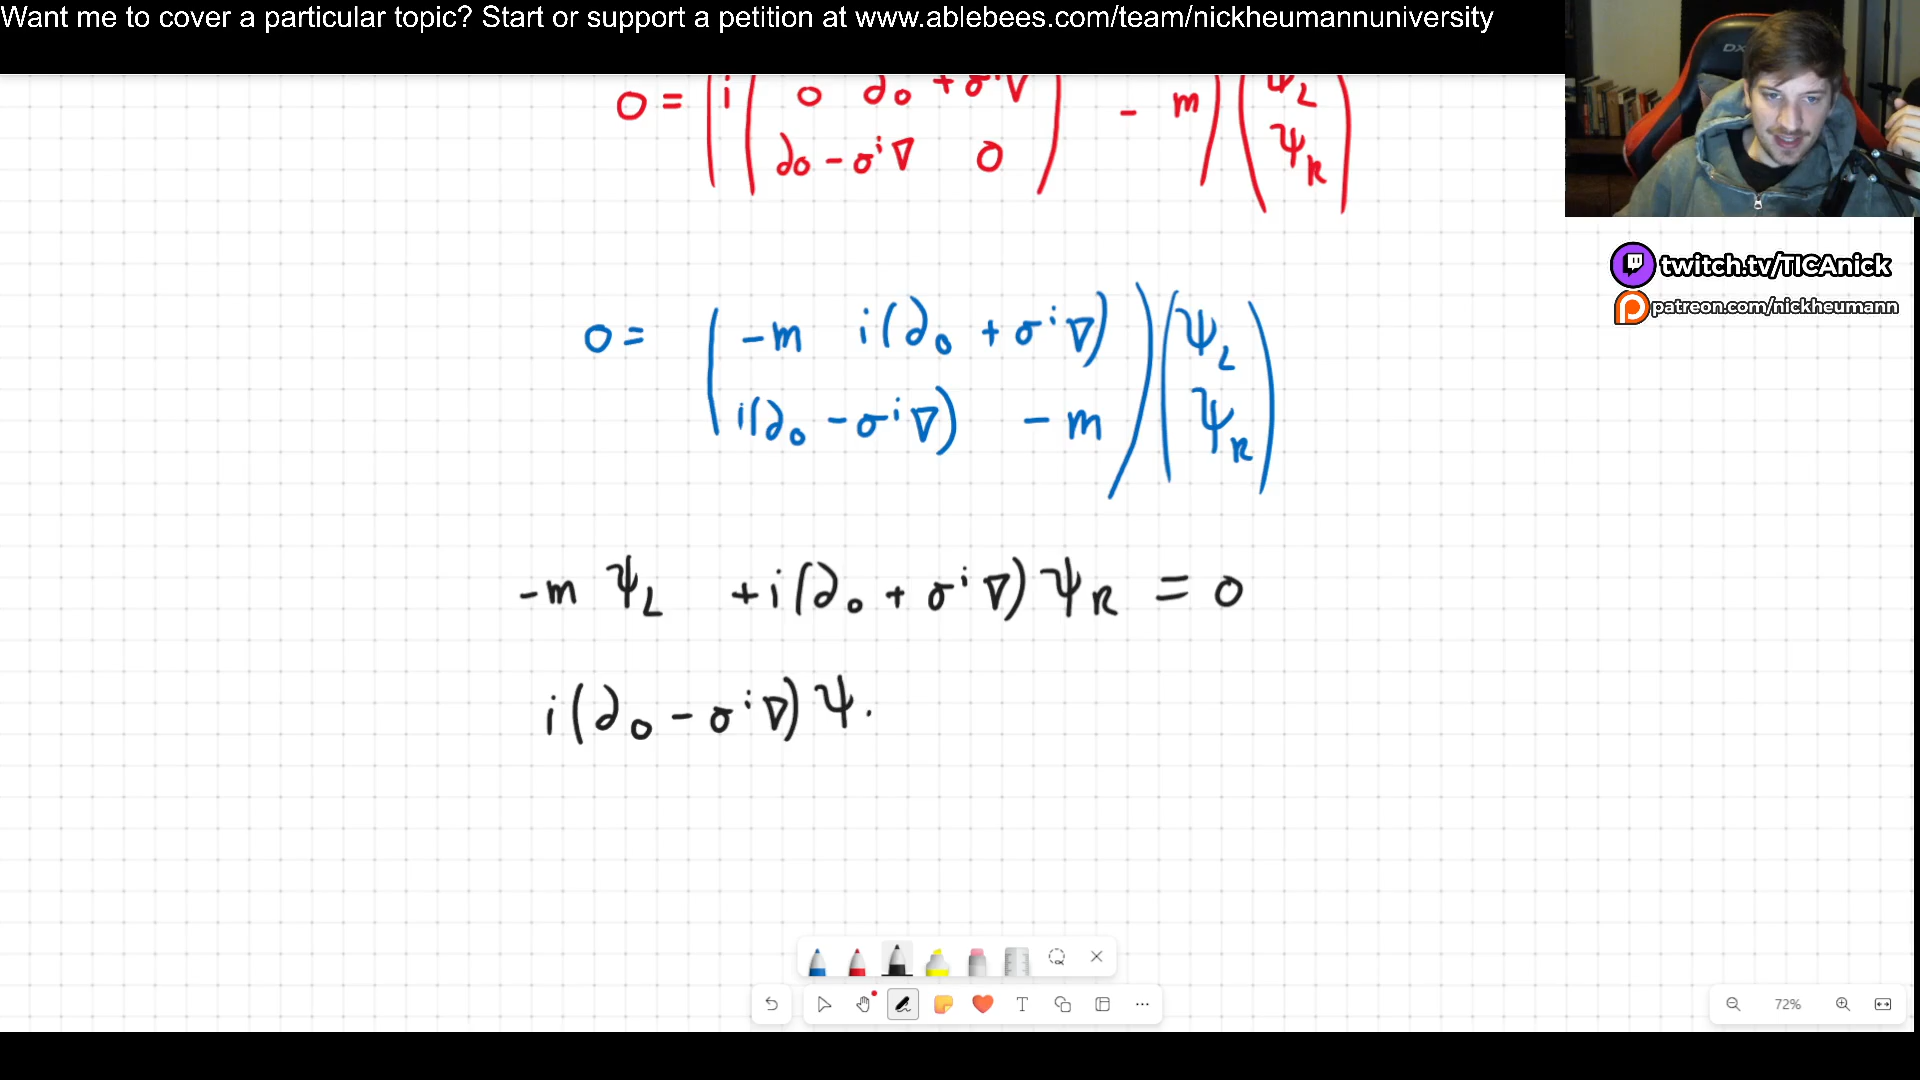 Want me to cover a particular topic? Start or support a petition at www.ablebees.com/team/nickheumannuniversity
DX
0 = (i( 0 ∂₀ + σⁱ∇
∂₀ - σⁱ∇ 0 ) - m)(ψ_L
ψ_R)
twitch.tv/TICAnick
patreon.com/nickheumann
0 = ( -m i(∂₀ + σⁱ∇)
i(∂₀ - σⁱ∇) -m )(ψ_L
ψ_R)
-m ψ_L + i(∂₀ + σⁱ∇)ψ_R = 0
i(∂₀ - σⁱ∇)ψ.
T
72%